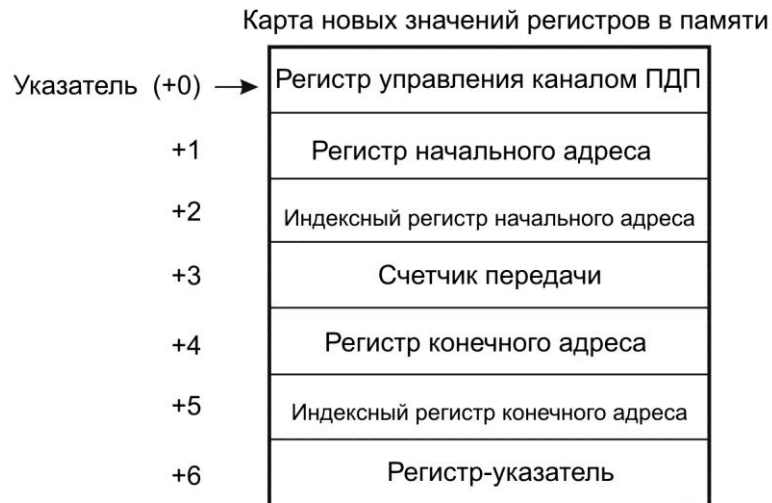 Карта новых значений регистров в памяти
Указатель (+0) → Регистр управления каналом ПДП
+1 Регистр начального адреса
+2 Индексный регистр начального адреса
+3 Счетчик передачи
+4 Регистр конечного адреса
+5 Индексный регистр конечного адреса
+6 Регистр-указатель